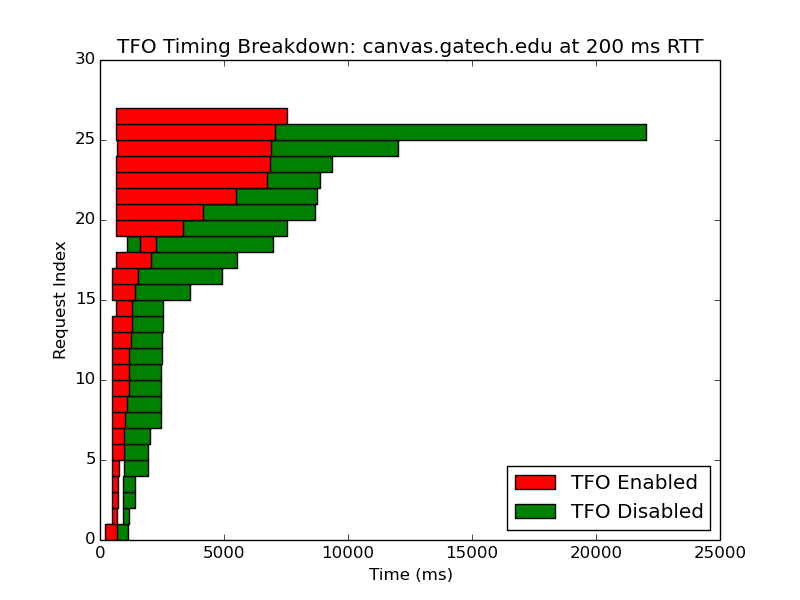 TFO Timing Breakdown: canvas.gatech.edu at 200 ms RTT
30
25
20
15
10
5
0
Request Index
0 5000 10000 15000 20000 25000
Time (ms)
TFO Enabled
TFO Disabled